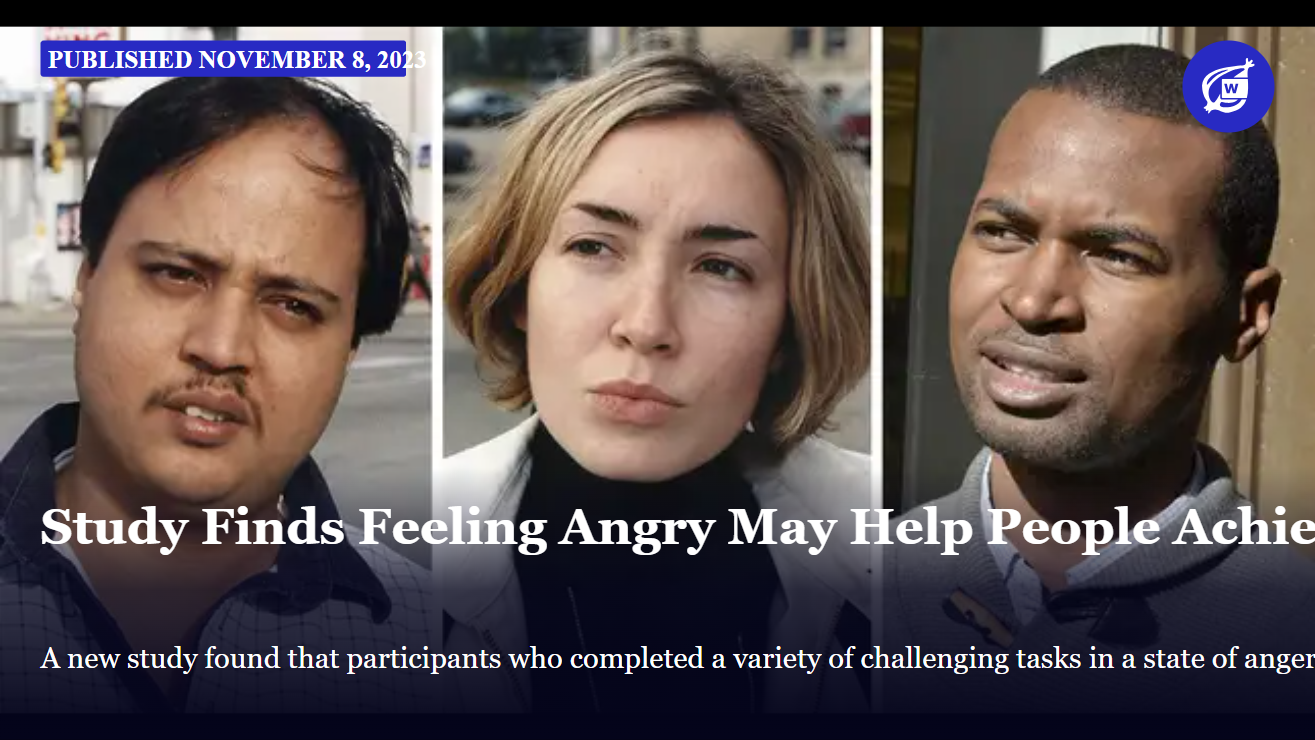 PUBLISHED NOVEMBER 8, 2023
W
Study Finds Feeling Angry May Help People Achie
A new study found that participants who completed a variety of challenging tasks in a state of anger